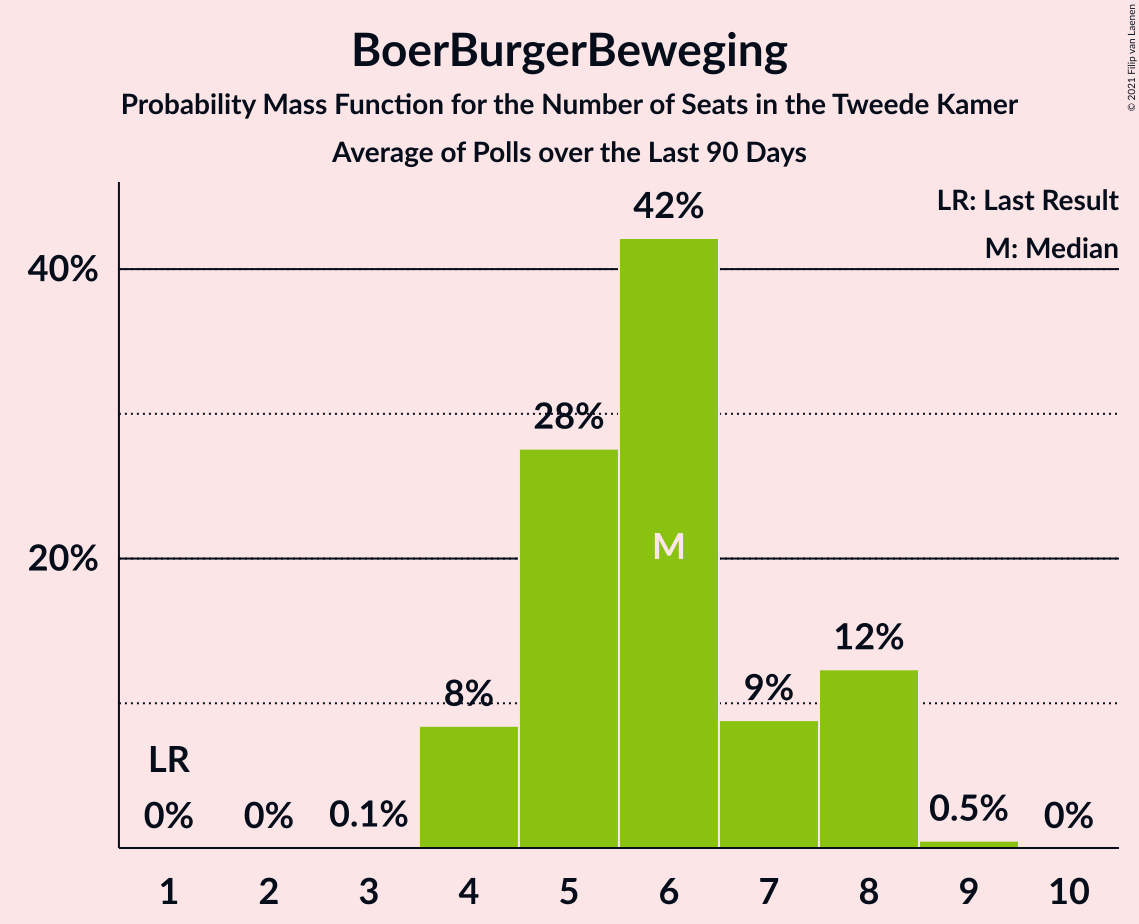 BoerBurgerBeweging
Probability Mass Function for the Number of Seats in the Tweede Kamer
Average of Polls over the Last 90 Days
© 2021 Filip van Laenen
LR: Last Result
M: Median
40%
20%
LR
0%
0%
0.1%
8%
28%
42%
M
9%
12%
0.5%
0%
1 2 3 4 5 6 7 8 9 10